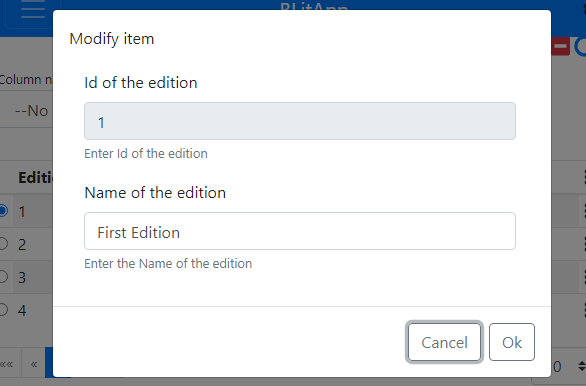 BLitApp
Modify item
Column n
Id of the edition
--No
1
Enter Id of the edition
Editi
Name of the edition
1
First Edition
2
Enter the Name of the edition
3
4
Cancel
Ok
«« «
0